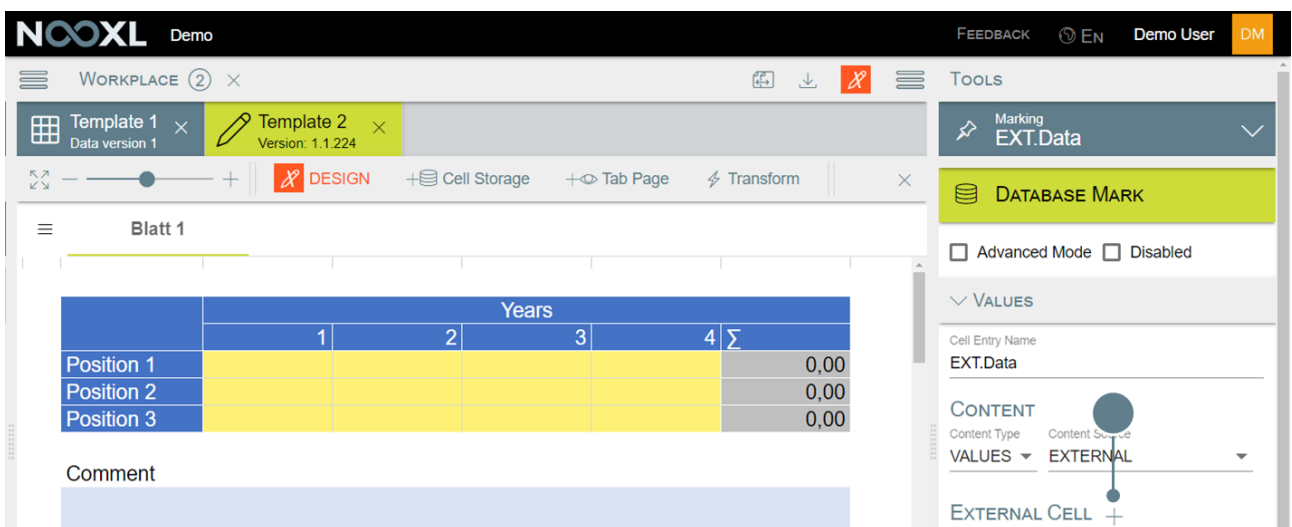 NOOXL Demo FEEDBACK EN Demo User DM
WORKPLACE 2 TOOLS
Template 1
Data version 1
Template 2
Version: 1.1.224
Marking
EXT.Data
DESIGN Cell Storage Tab Page Transform
DATABASE MARK
Blatt 1
Advanced Mode Disabled
VALUES
Years
1 2 3 4 ∑
Position 1 0,00
Position 2 0,00
Position 3 0,00
Cell Entry Name
EXT.Data
CONTENT
Content Type
VALUES EXTERNAL
Comment
EXTERNAL CELL +